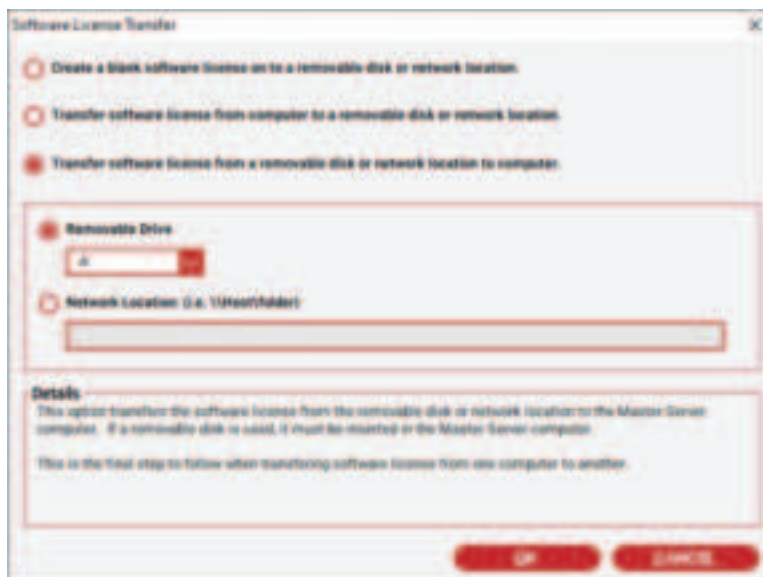 Software License Transfer
Create a blank software license on to a removable disk or network location.
Transfer software license from computer to a removable disk or network location.
Transfer software license from a removable disk or network location to computer.
Removable Drive
Network Location (i.e. \\Host\folder)
Details
This option transfers the software license from the removable disk or network location to the Master Server
computer. If a removable disk is used, it must be inserted in the Master Server computer.
This is the final step to follow when transferring software license from one computer to another.
OK
CANCEL